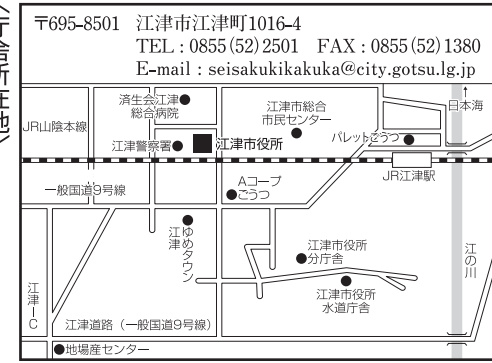 〈庁舎所在地〉
〒695-8501 江津市江津町1016-4
TEL：0855(52)2501 FAX：0855(52)1380
E-mail：seisakukikakuka@city.gotsu.lg.jp
済生会江津
総合病院
江津市総合
市民センター
日本海
JR山陰本線
江津警察署
江津市役所
パレットごうつ
JR江津駅
一般国道9号線
Aコープ
ごうつ
ゆめタウン
江津
江津市役所
分庁舎
江の川
江津IC
江津市役所
水道庁舎
江津道路（一般国道9号線）
地場産センター